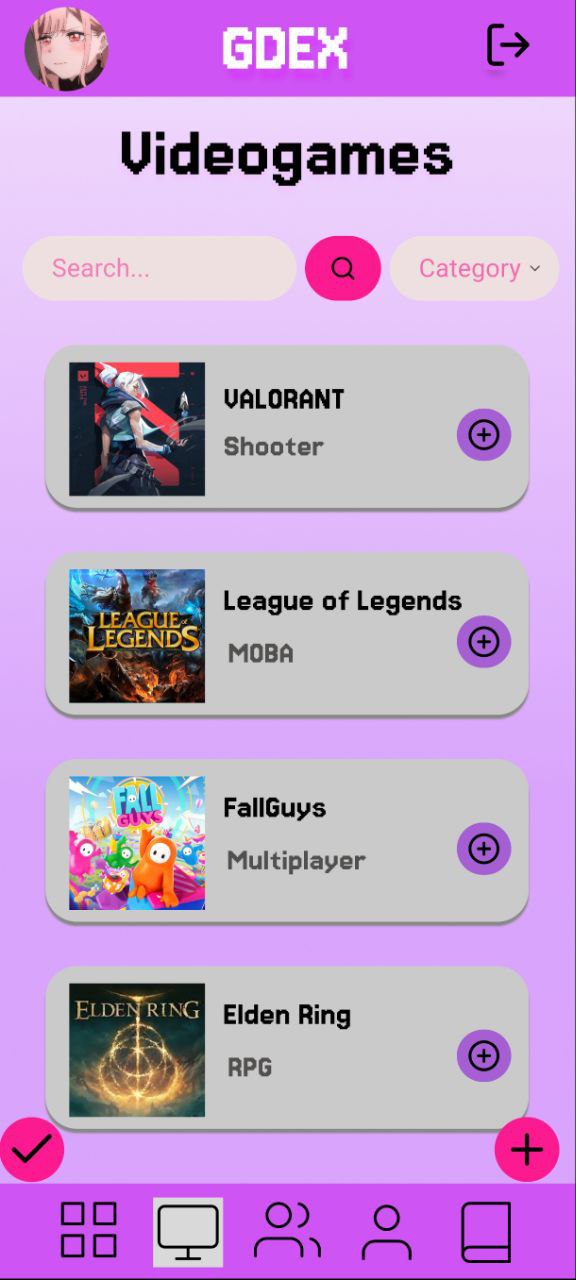 GDEX
Videogames
Search...
Category
VALORANT
Shooter
League of Legends
MOBA
LEAGUE of
LEGENDS
FallGuys
Multiplayer
FALL
GUYS
Elden Ring
RPG
ELDEN RING